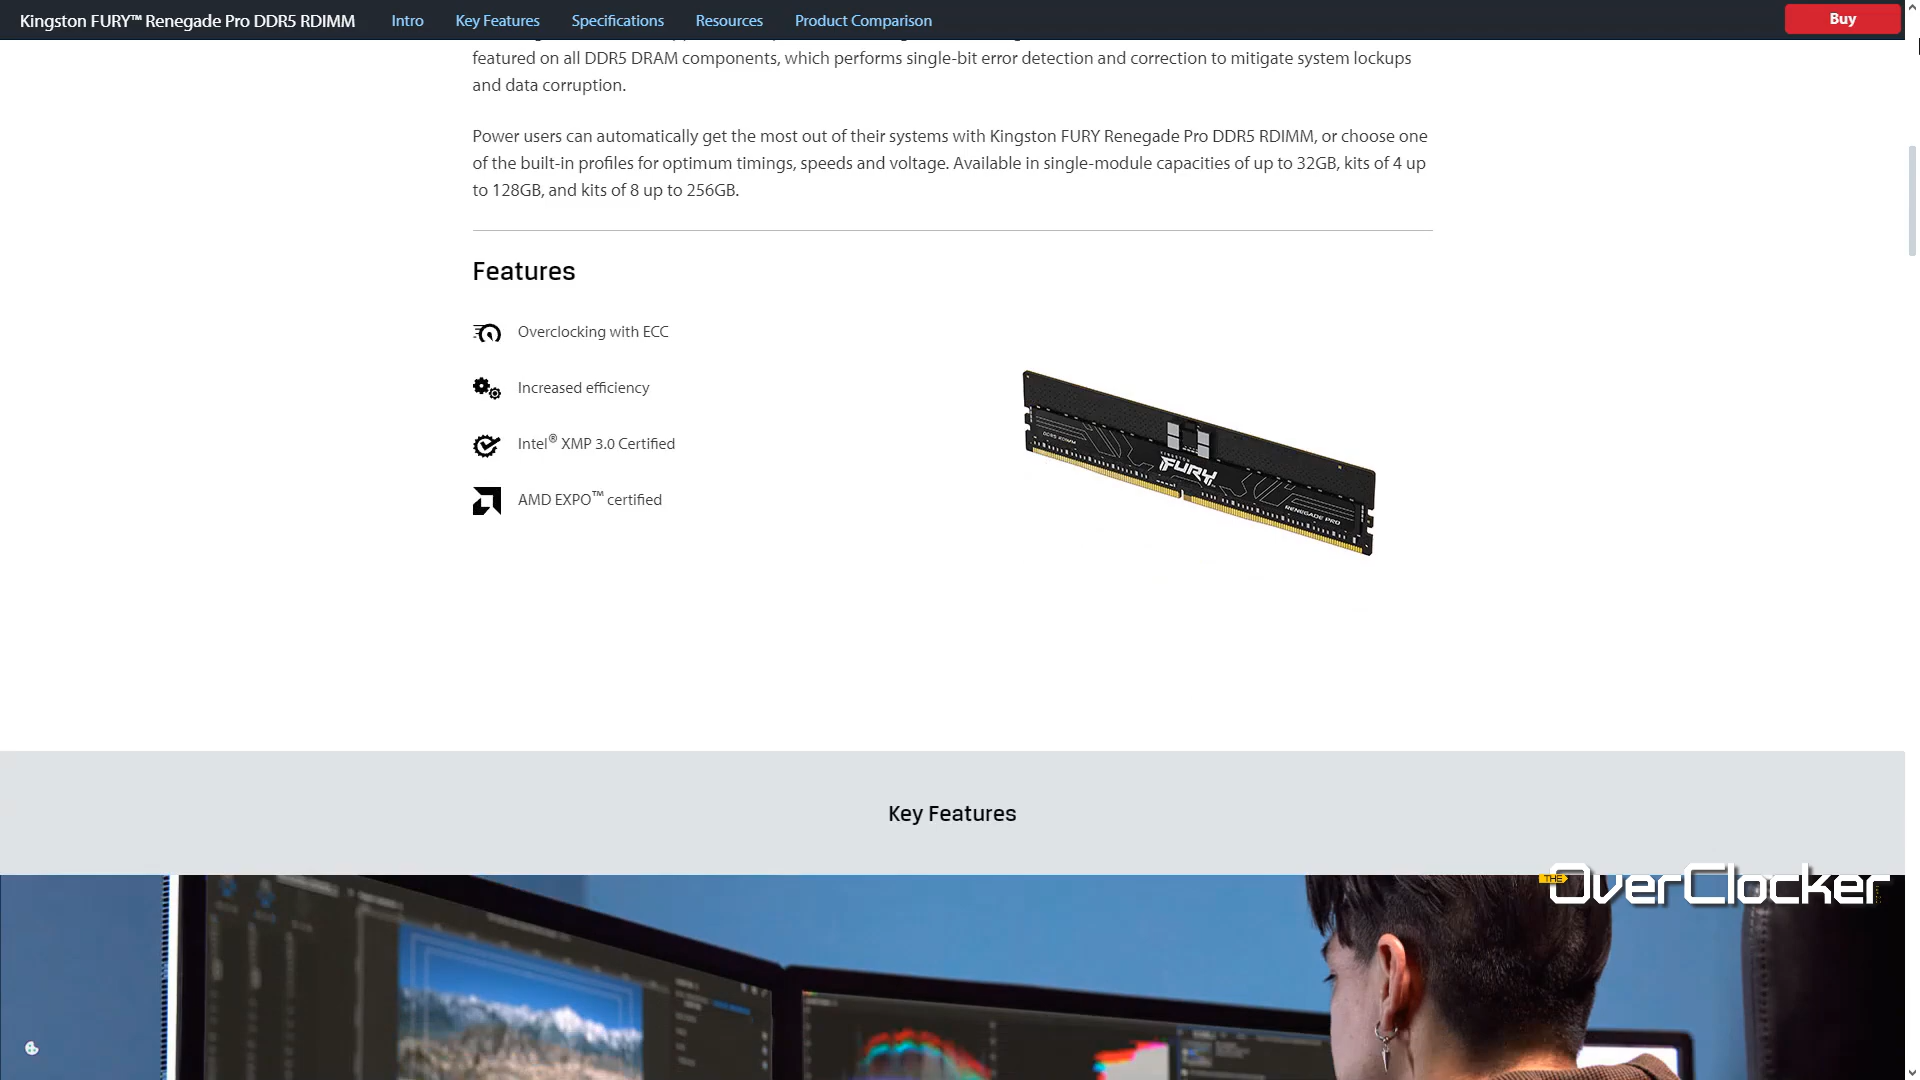 Kingston FURY™ Renegade Pro DDR5 RDIMM Intro Key Features Specifications Resources Product Comparison Buy
featured on all DDR5 DRAM components, which performs single-bit error detection and correction to mitigate system lockups
and data corruption.
Power users can automatically get the most out of their systems with Kingston FURY Renegade Pro DDR5 RDIMM, or choose one
of the built-in profiles for optimum timings, speeds and voltage. Available in single-module capacities of up to 32GB, kits of 4 up
to 128GB, and kits of 8 up to 256GB.
Features
Overclocking with ECC
Increased efficiency
Intel® XMP 3.0 Certified
AMD EXPO™ certified
DDR5 RDIMM
KINGSTON
FURY
RENEGADE PRO
Key Features
THE OverClocker